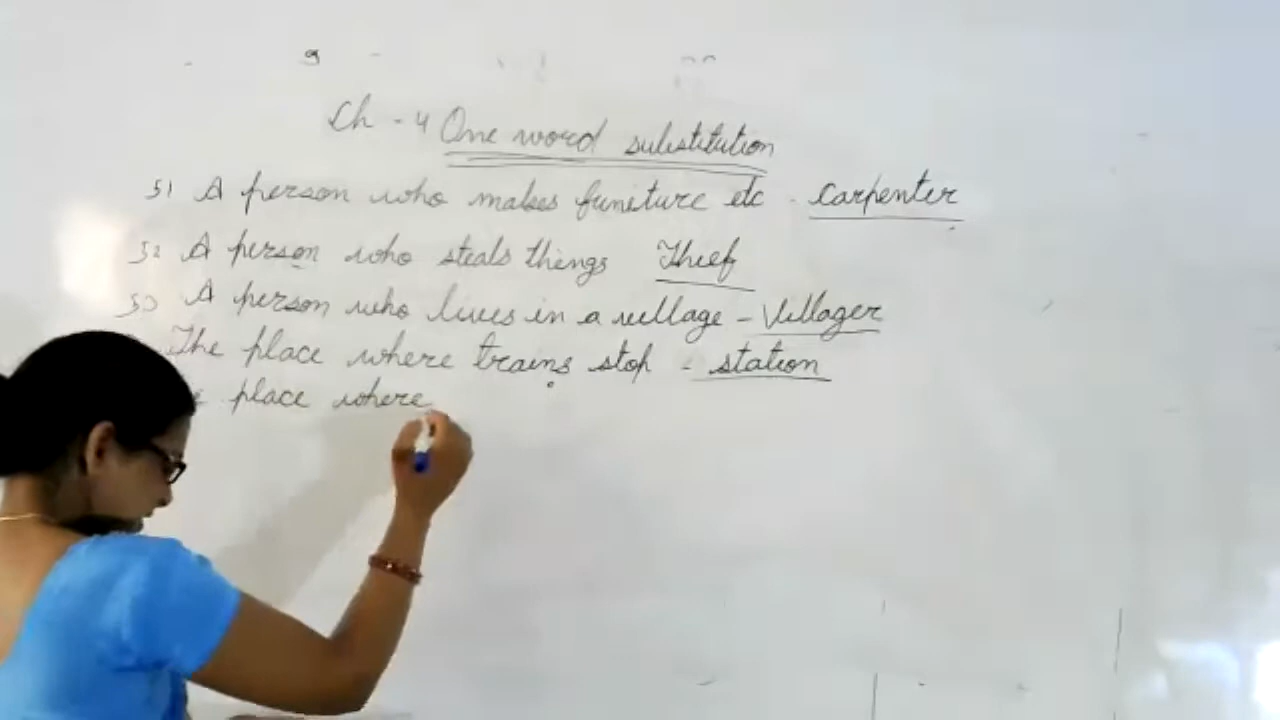 Ch - 4 One word substitution
51 A person who makes funiture etc - Carpenter
52 A person who steals things Thief
53 A person who lives in a village - Villager
The place where trains stop - station
place where